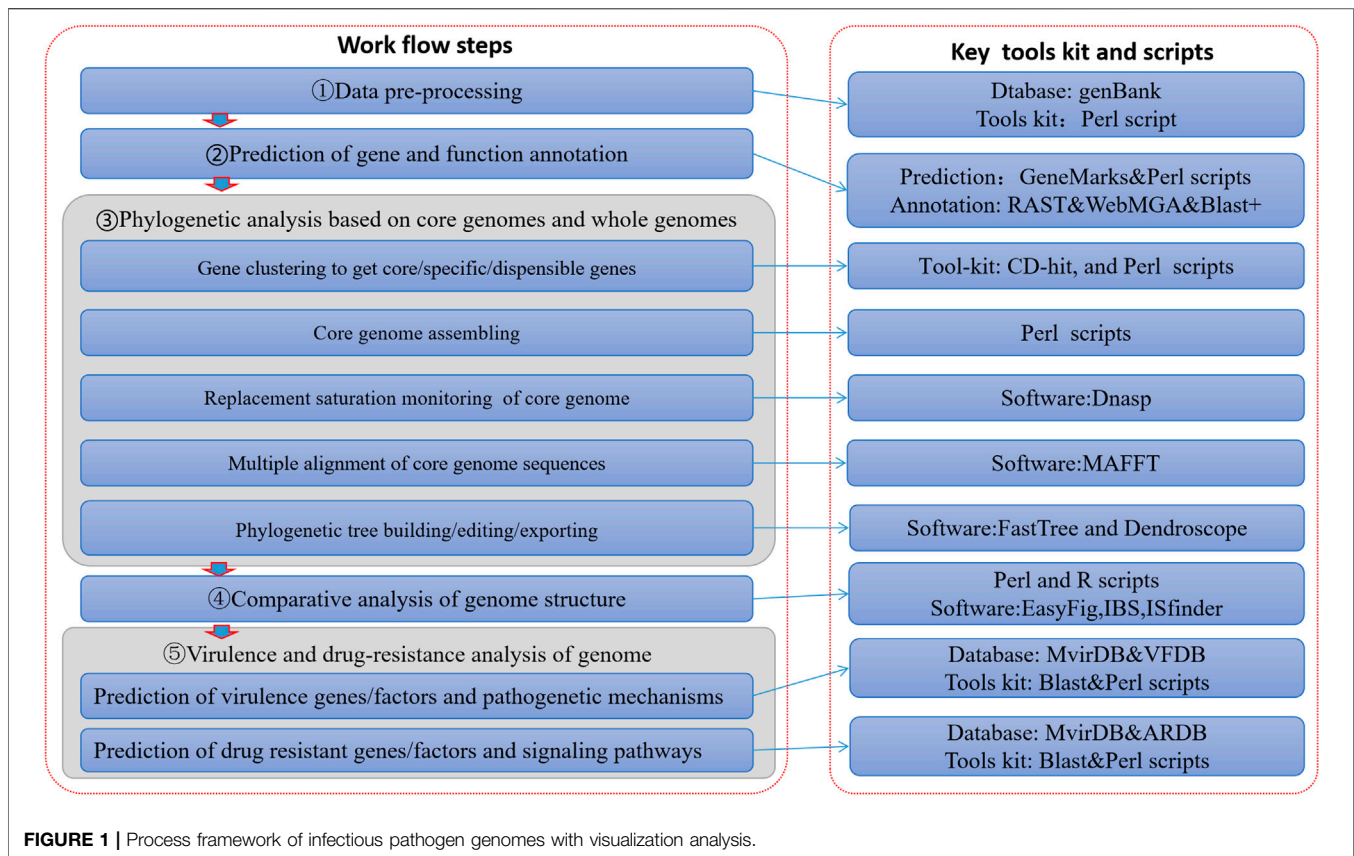 Work flow steps
①Data pre-processing
②Prediction of gene and function annotation
③Phylogenetic analysis based on core genomes and whole genomes
Gene clustering to get core/specific/dispensible genes
Core genome assembling
Replacement saturation monitoring of core genome
Multiple alignment of core genome sequences
Phylogenetic tree building/editing/exporting
④Comparative analysis of genome structure
⑤Virulence and drug-resistance analysis of genome
Prediction of virulence genes/factors and pathogenetic mechanisms
Prediction of drug resistant genes/factors and signaling pathways
Key tools kit and scripts
Dtabase: genBank
Tools kit：Perl script
Prediction：GeneMarks&Perl scripts
Annotation: RAST&WebMGA&Blast+
Tool-kit: CD-hit, and Perl scripts
Perl scripts
Software:Dnasp
Software:MAFFT
Software:FastTree and Dendroscope
Perl and R scripts
Software:EasyFig,IBS,ISfinder
Database: MvirDB&VFDB
Tools kit: Blast&Perl scripts
Database: MvirDB&ARDB
Tools kit: Blast&Perl scripts
FIGURE 1 | Process framework of infectious pathogen genomes with visualization analysis.